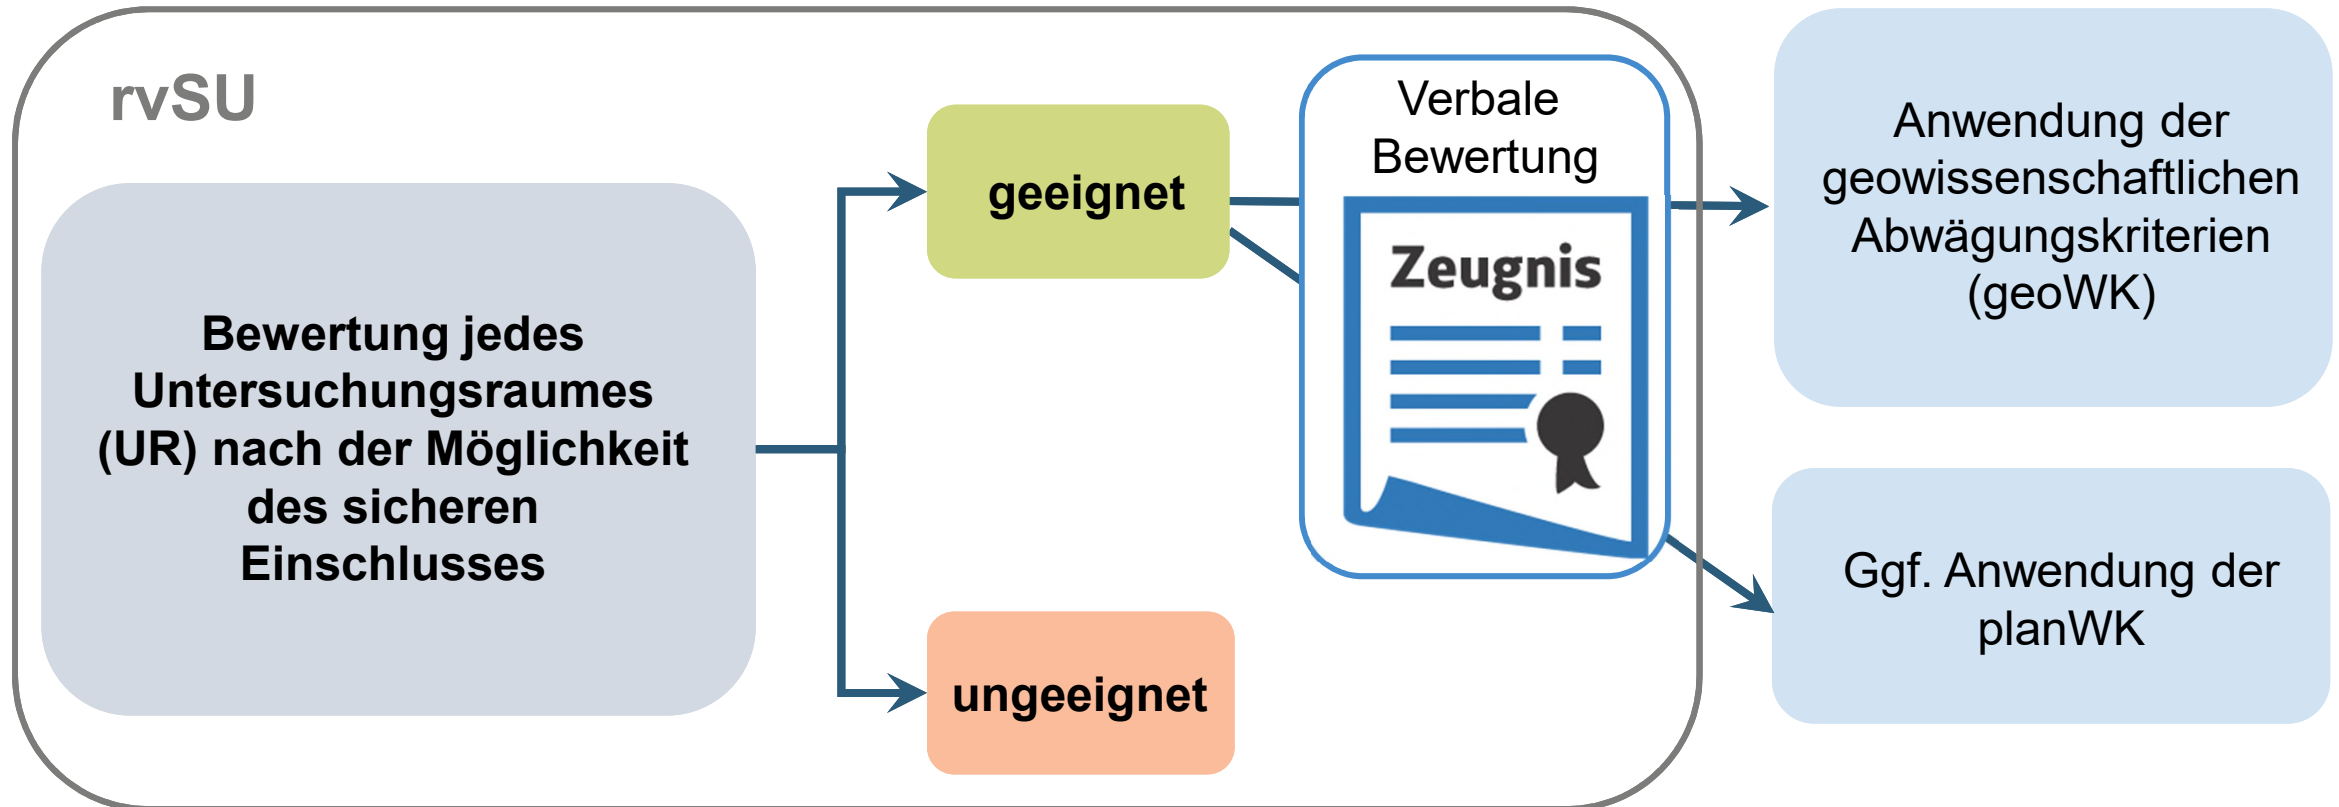 rvSU
Bewertung jedes
Untersuchungsraumes
(UR) nach der Möglichkeit
des sicheren
Einschlusses
geeignet
ungeeignet
Verbale
Bewertung
Zeugnis
Anwendung der
geowissenschaftlichen
Abwägungskriterien
(geoWK)
Ggf. Anwendung der
planWK